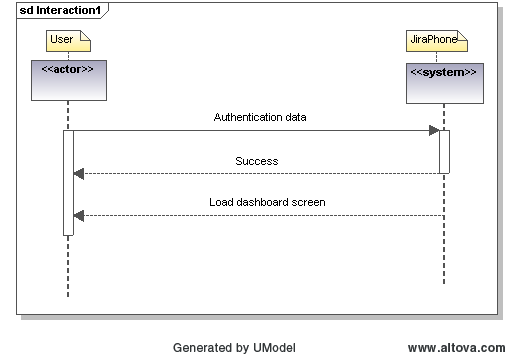 sd Interaction1
User
JiraPhone
<<actor>>
<<system>>
Authentication data
Success
Load dashboard screen
Generated by UModel
www.altova.com